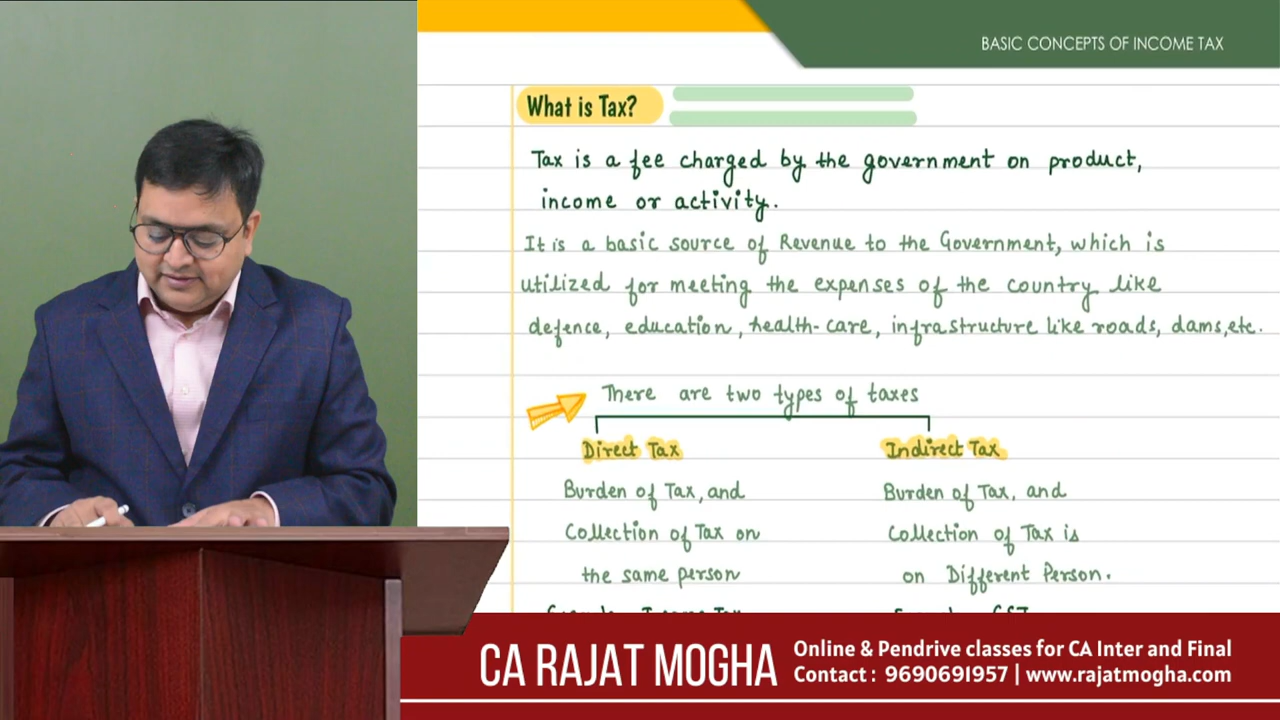 BASIC CONCEPTS OF INCOME TAX
What is Tax?
Tax is a fee charged by the government on product,
income or activity.
It is a basic source of Revenue to the Government, which is
utilized for meeting the expenses of the country like
defence, education, health-care, infrastructure like roads, dams, etc.
There are two types of taxes
Direct Tax
Burden of Tax, and
Collection of Tax on
the same person
Indirect Tax
Burden of Tax, and
Collection of Tax is
on Different Person.
CA RAJAT MOGHA
Online & Pendrive classes for CA Inter and Final
Contact : 9690691957 | www.rajatmogha.com